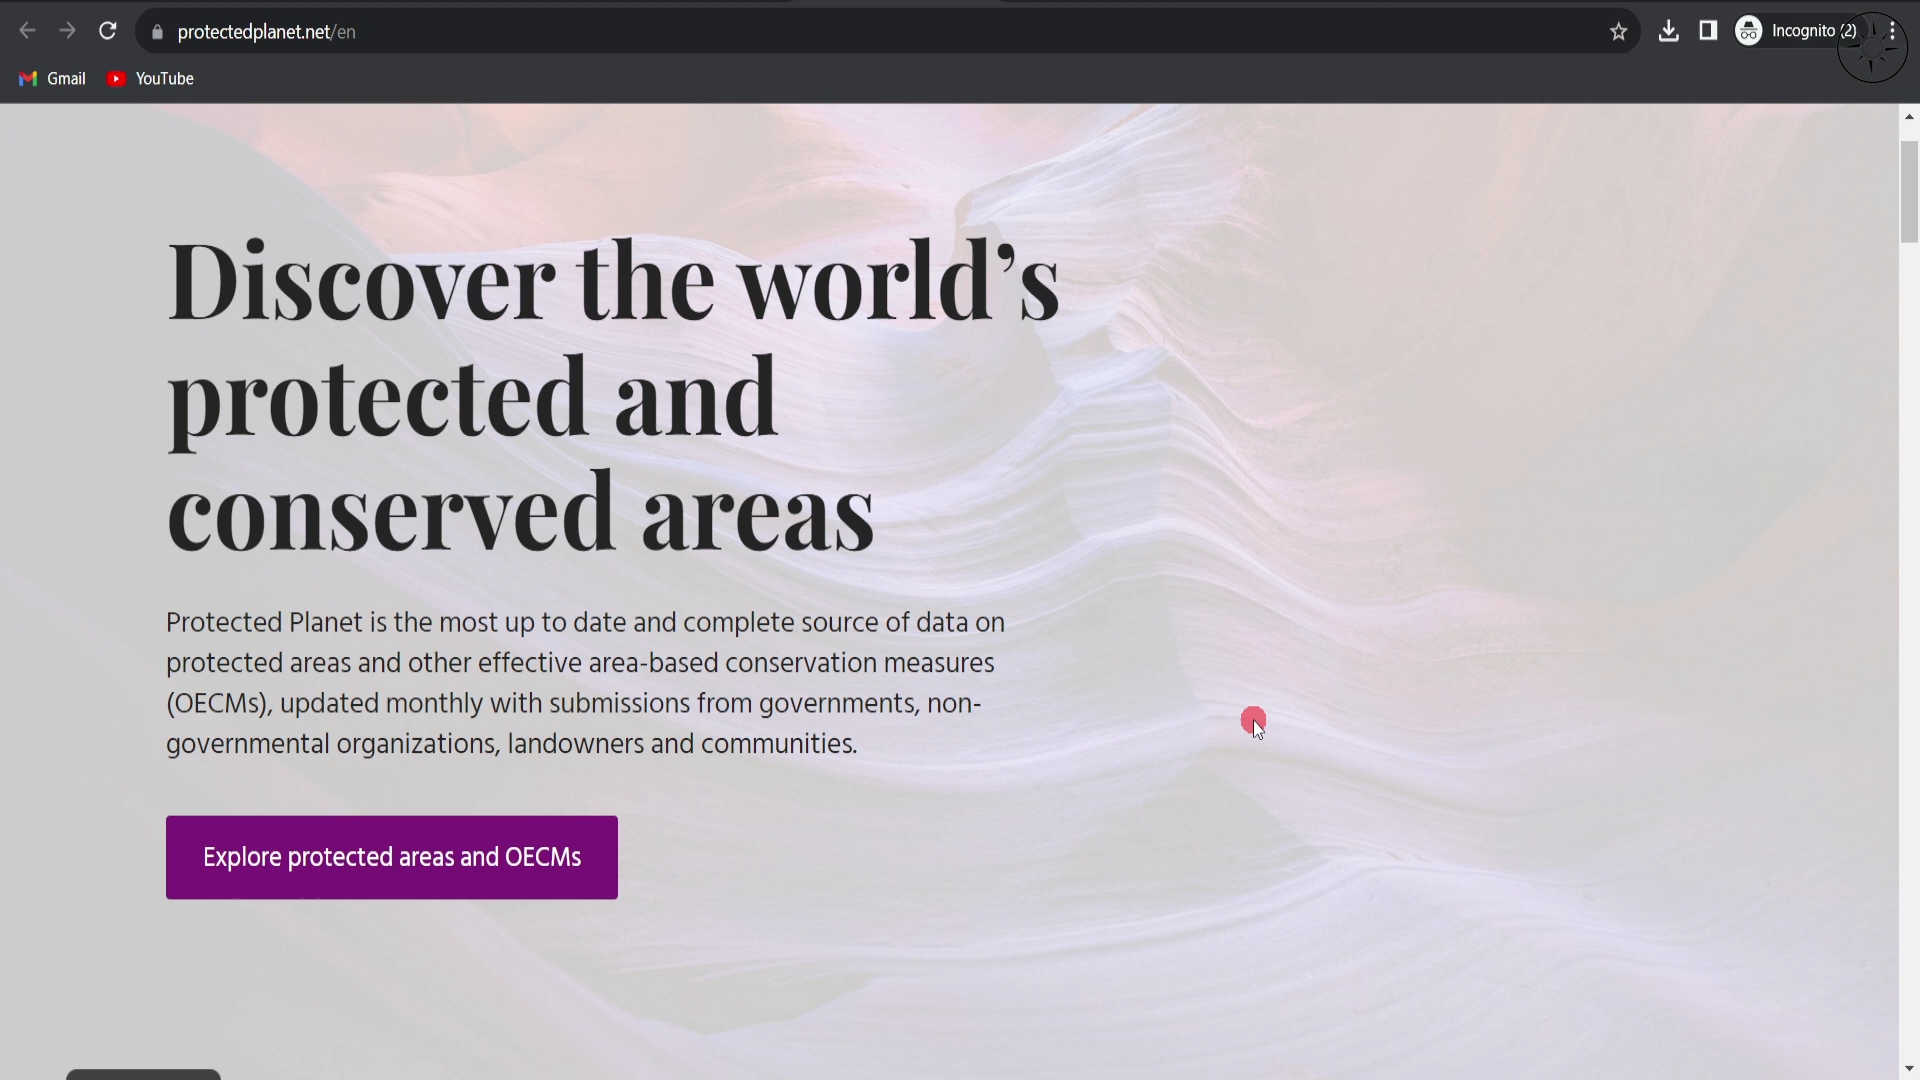 protectedplanet.net/en
Incognito (2)
Gmail
YouTube
Discover the world’s
protected and
conserved areas
Protected Planet is the most up to date and complete source of data on
protected areas and other effective area-based conservation measures
(OECMs), updated monthly with submissions from governments, non-
governmental organizations, landowners and communities.
Explore protected areas and OECMs